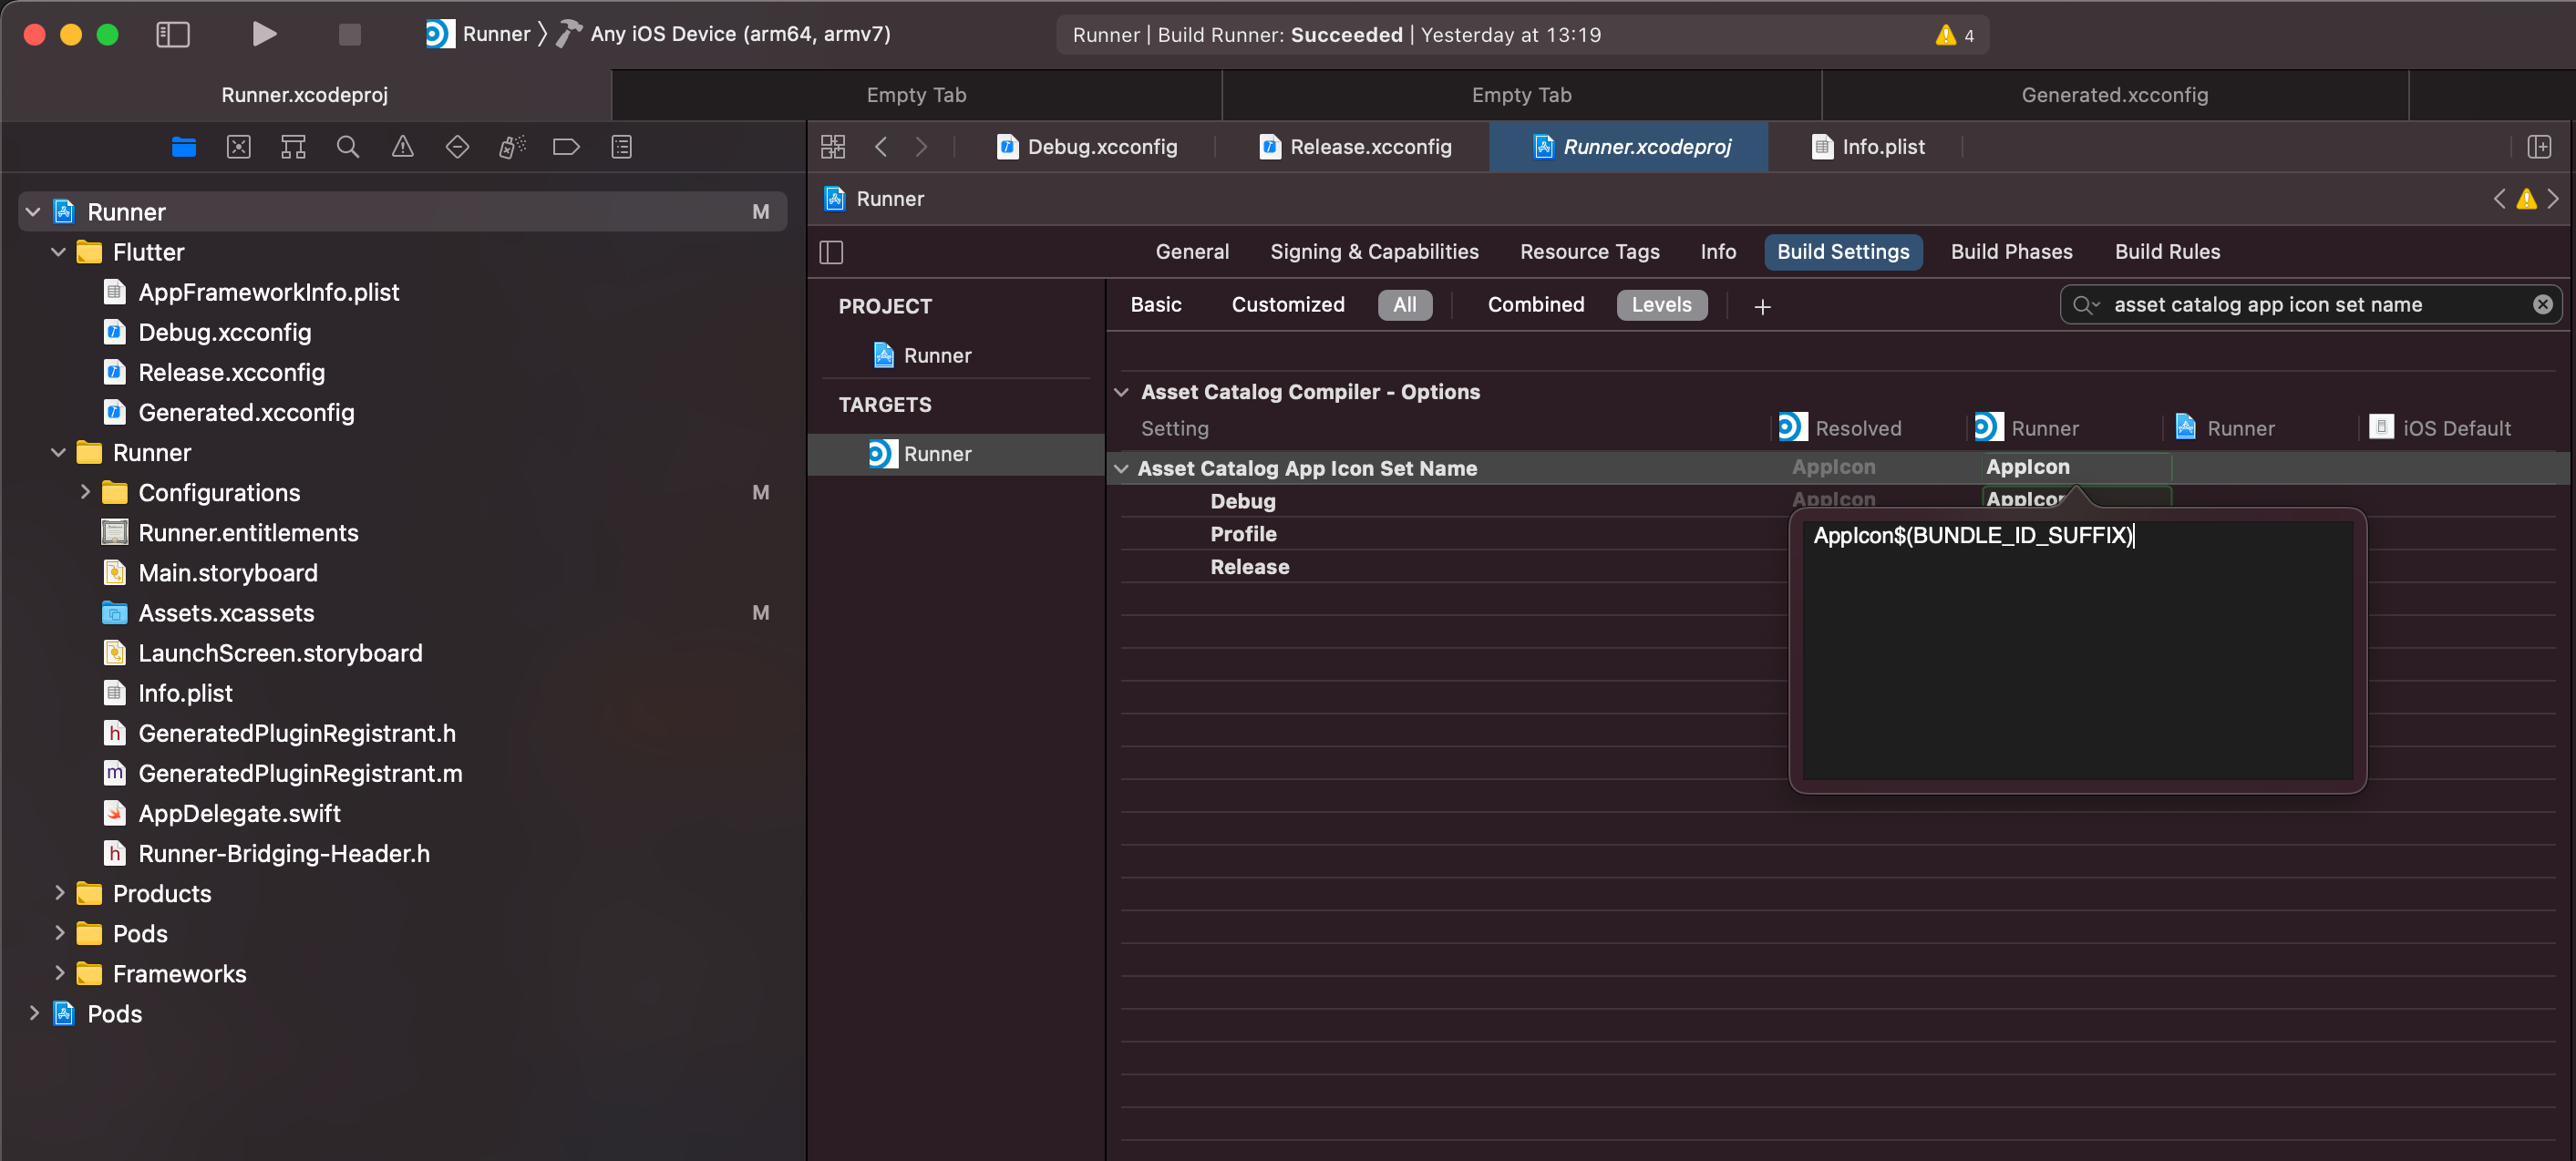 Runner
Any iOS Device (arm64, armv7)
Runner | Build Runner: Succeeded | Yesterday at 13:19
4
Runner.xcodeproj
Empty Tab
Empty Tab
Generated.xcconfig
Debug.xcconfig
Release.xcconfig
Runner.xcodeproj
Info.plist
Runner M
Flutter
AppFrameworkInfo.plist
Debug.xcconfig
Release.xcconfig
Generated.xcconfig
Runner
Configurations M
Runner.entitlements
Main.storyboard
Assets.xcassets M
LaunchScreen.storyboard
Info.plist
GeneratedPluginRegistrant.h
GeneratedPluginRegistrant.m
AppDelegate.swift
Runner-Bridging-Header.h
Products
Pods
Frameworks
Pods
Runner
General
Signing & Capabilities
Resource Tags
Info
Build Settings
Build Phases
Build Rules
PROJECT
Runner
TARGETS
Runner
Basic
Customized
All
Combined
Levels
+
asset catalog app icon set name
Asset Catalog Compiler - Options
Setting
Resolved
Runner
Runner
iOS Default
Asset Catalog App Icon Set Name
AppIcon
AppIcon
Debug
AppIcon
AppIcon
Profile
Release
AppIcon$(BUNDLE_ID_SUFFIX)